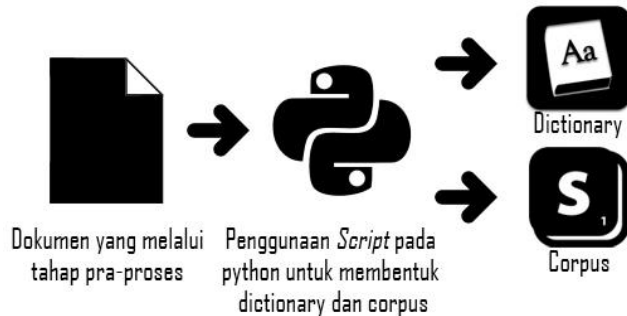 Aa
Dictionary
S
1
Corpus
Dokumen yang melalui
tahap pra-proses
Penggunaan Script pada
python untuk membentuk
dictionary dan corpus